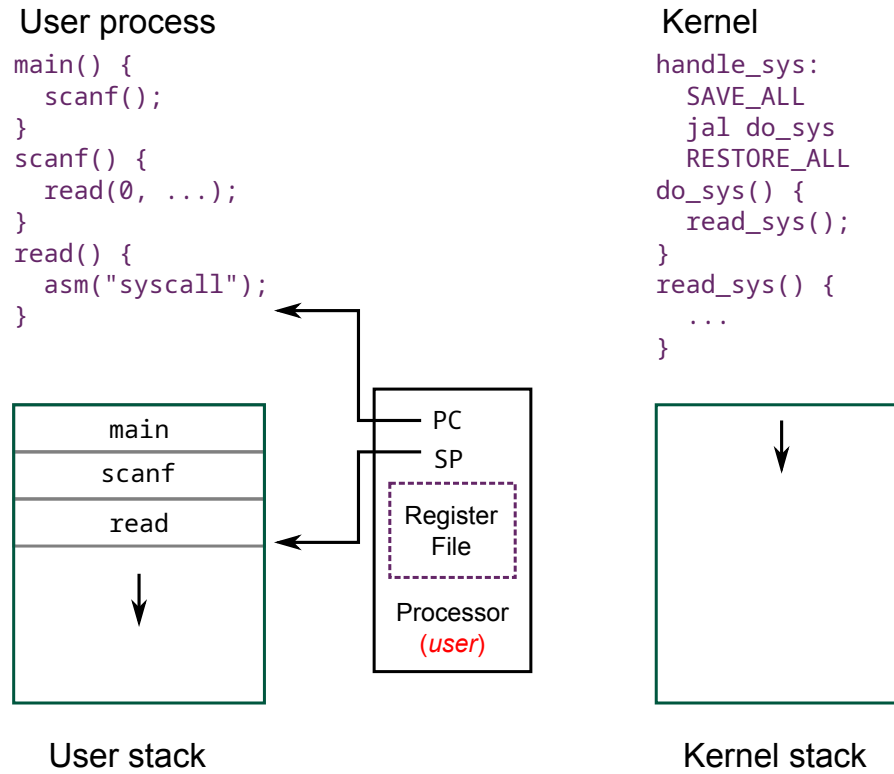 User process
main() {
  scanf();
}
scanf() {
  read(0, ...);
}
read() {
  asm("syscall");
}
Kernel
handle_sys:
  SAVE_ALL
  jal do_sys
  RESTORE_ALL
do_sys() {
  read_sys();
}
read_sys() {
  ...
}
main
scanf
read
User stack
PC
SP
Register
File
Processor
(user)
Kernel stack